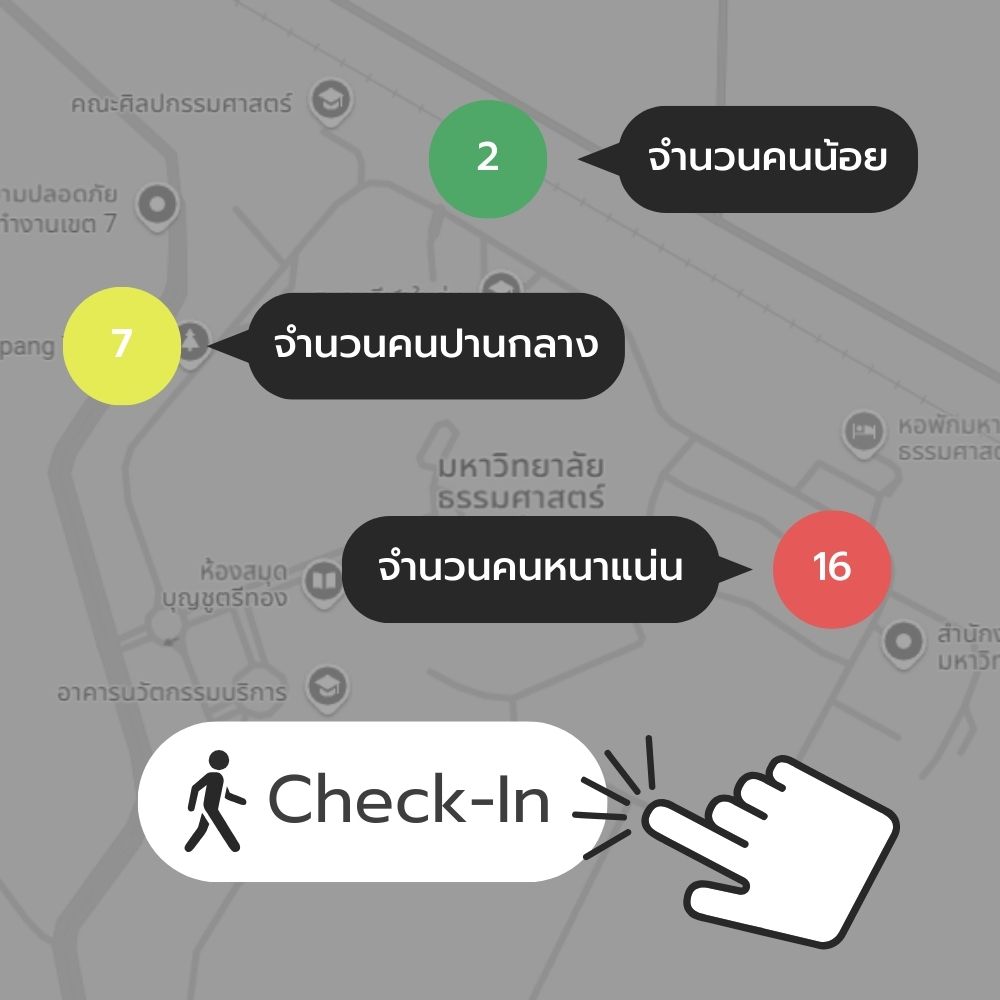 คณะศิลปกรรมศาสตร์
2
จำนวนคนน้อย
ามปลอดภัย
ทำงานเขต 7
7
จำนวนคนปานกลาง
pang
หอพักมหา
ธรรมศาส
มหาวิทยาลัย
ธรรมศาสตร์
จำนวนคนหนาแน่น
16
ห้องสมุด
บุญชูตรีทอง
สำนัก
มหาวิท
อาคารนวัตกรรมบริการ
Check-In